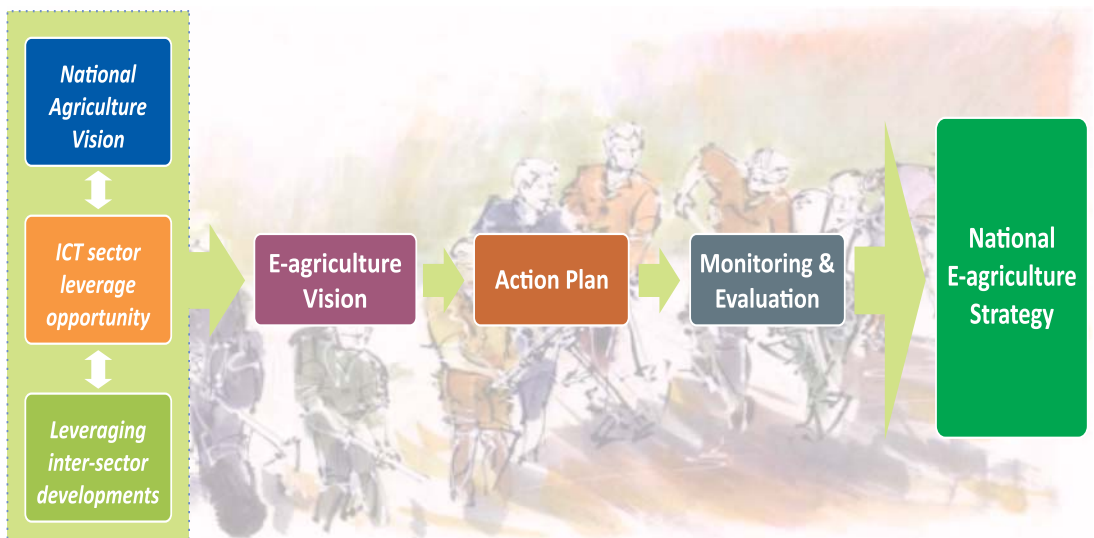 National
Agriculture
Vision
ICT sector
leverage
opportunity
Leveraging
inter-sector
developments
E-agriculture
Vision
Action Plan
Monitoring &
Evaluation
National
E-agriculture
Strategy